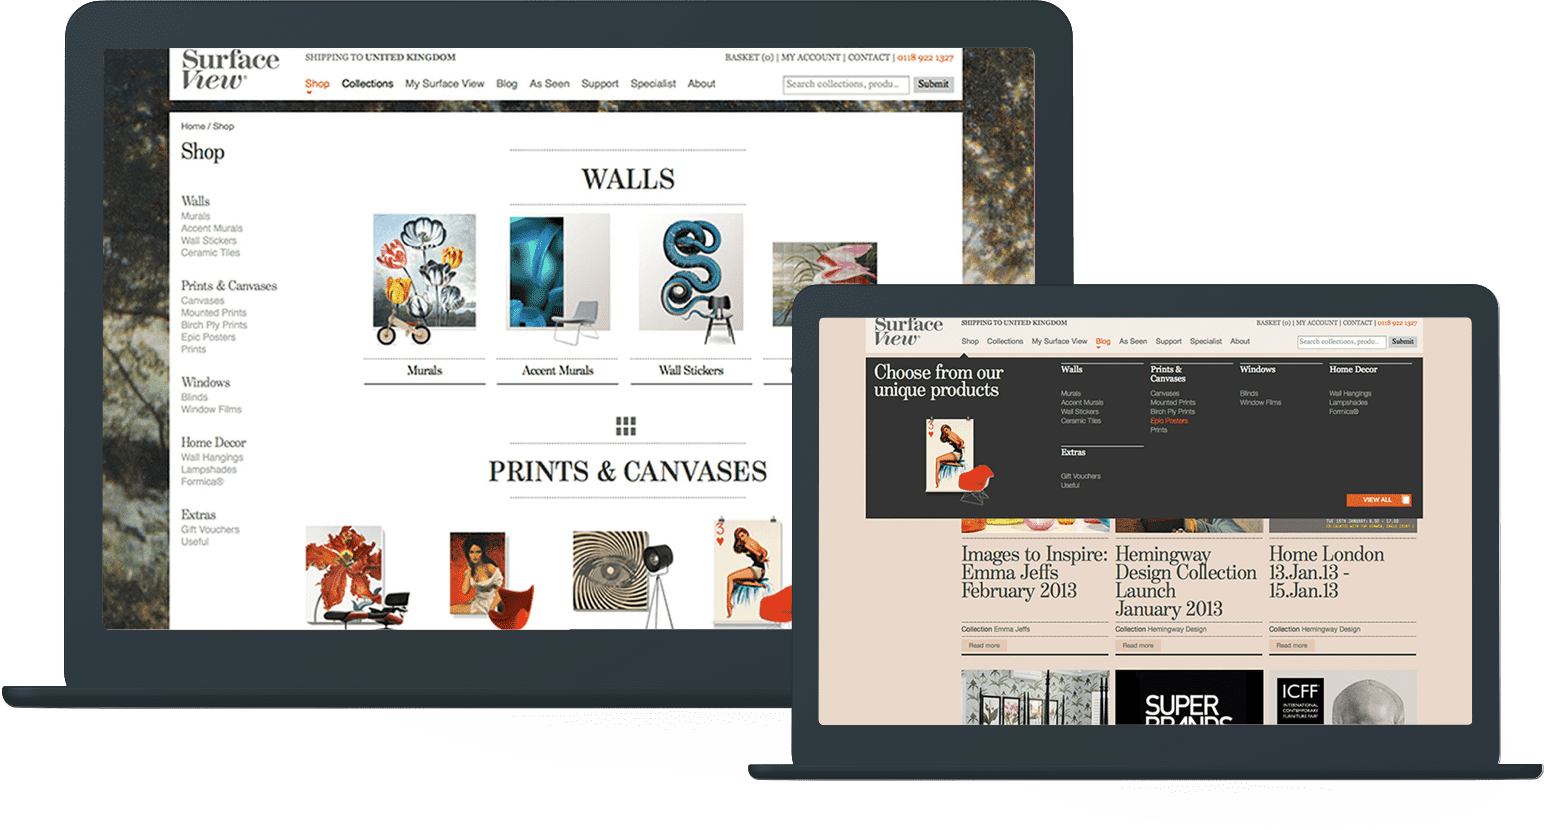 Surface
View®
SHIPPING TO UNITED KINGDOM
BASKET (0) | MY ACCOUNT | CONTACT | 0118 922 1327
Shop Collections My Surface View Blog As Seen Support Specialist About
Search collections, produ..
Submit
Home / Shop
Shop
Walls
Murals
Accent Murals
Wall Stickers
Ceramic Tiles
Prints & Canvases
Canvases
Mounted Prints
Birch Ply Prints
Epic Posters
Prints
Windows
Blinds
Window Films
Home Decor
Wall Hangings
Lampshades
Formica®
Extras
Gift Vouchers
Useful
WALLS
Murals
Accent Murals
Wall Stickers
PRINTS & CANVASES
3
Surface
View®
SHIPPING TO UNITED KINGDOM
BASKET (0) | MY ACCOUNT | CONTACT | 0118 922 1327
Shop Collections My Surface View Blog As Seen Support Specialist About
Search collections, produ..
Submit
Choose from our
unique products
3
Walls
Murals
Accent Murals
Wall Stickers
Ceramic Tiles
Prints &
Canvases
Canvases
Mounted Prints
Birch Ply Prints
Epic Posters
Prints
Windows
Blinds
Window Films
Home Decor
Wall Hangings
Lampshades
Formica®
Extras
Gift Vouchers
Useful
VIEW ALL
Images to Inspire:
Emma Jeffs
February 2013
Collection Emma Jeffs
Read more
Hemingway
Design Collection
Launch
January 2013
Collection Hemingway Design
Read more
Home London
13.Jan.13 -
15.Jan.13
Collection Hemingway Design
Read more
SUPER
BRANDS
ICFF®
INTERNATIONAL
CONTEMPORARY
FURNITURE FAIR